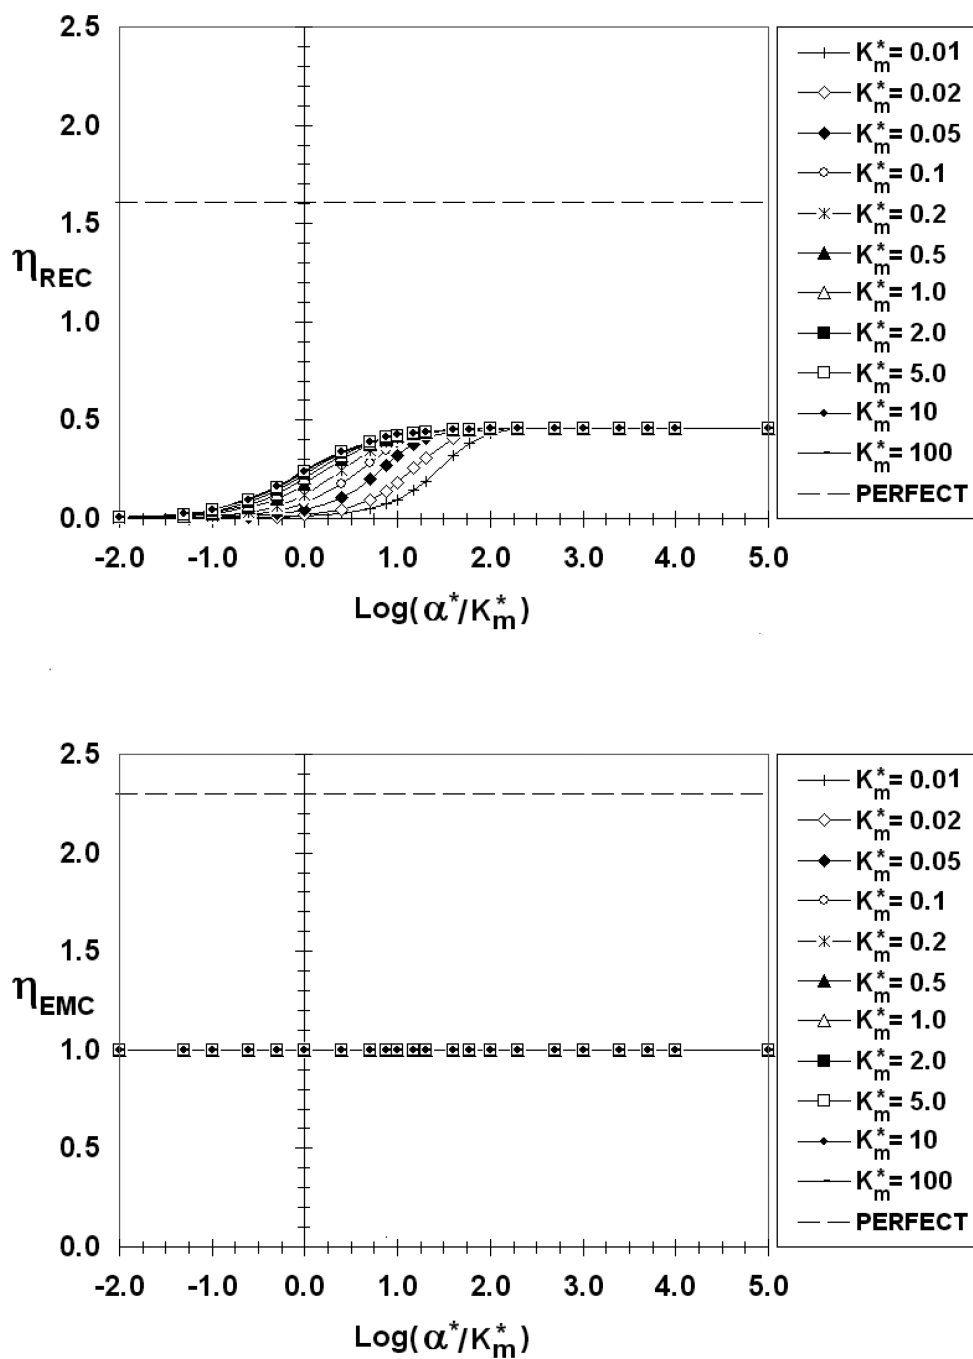 2.5
2.0
1.5
1.0
0.5
0.0
ηREC
-2.0 -1.0 0.0 1.0 2.0 3.0 4.0 5.0
Log(α*/K*m)
K*m= 0.01
K*m= 0.02
K*m= 0.05
K*m= 0.1
K*m= 0.2
K*m= 0.5
K*m= 1.0
K*m= 2.0
K*m= 5.0
K*m= 10
K*m= 100
PERFECT
2.5
2.0
1.5
1.0
0.5
0.0
ηEMC
-2.0 -1.0 0.0 1.0 2.0 3.0 4.0 5.0
Log(α*/K*m)
K*m= 0.01
K*m= 0.02
K*m= 0.05
K*m= 0.1
K*m= 0.2
K*m= 0.5
K*m= 1.0
K*m= 2.0
K*m= 5.0
K*m= 10
K*m= 100
PERFECT